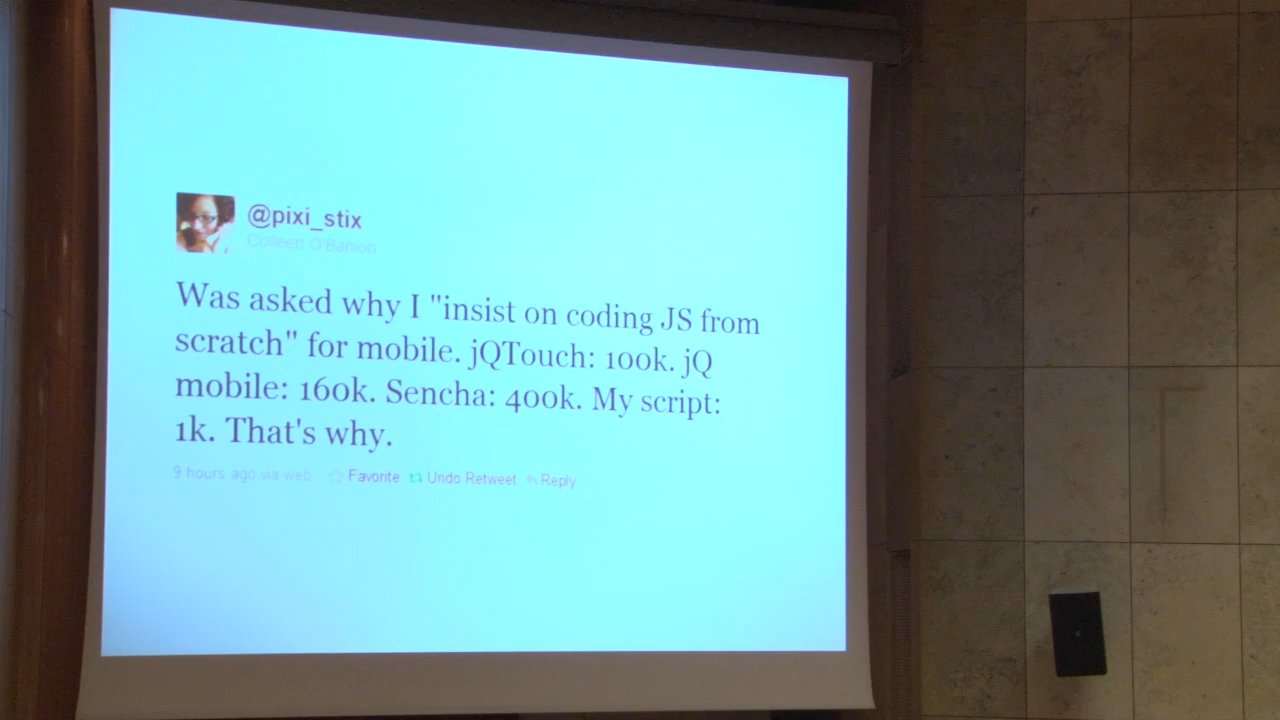 @pixi_stix
Colleen O'Banion
Was asked why I "insist on coding JS from
scratch" for mobile. jQTouch: 100k. jQ
mobile: 160k. Sencha: 400k. My script:
1k. That's why.
9 hours ago via web Favorite Undo Retweet Reply